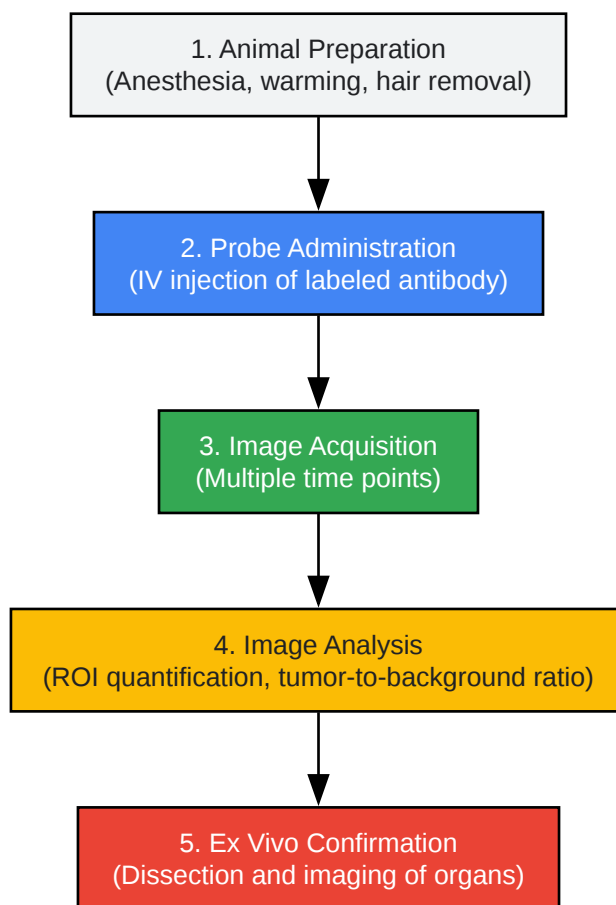 1. Animal Preparation
(Anesthesia, warming, hair removal)
2. Probe Administration
(IV injection of labeled antibody)
3. Image Acquisition
(Multiple time points)
4. Image Analysis
(ROI quantification, tumor-to-background ratio)
5. Ex Vivo Confirmation
(Dissection and imaging of organs)